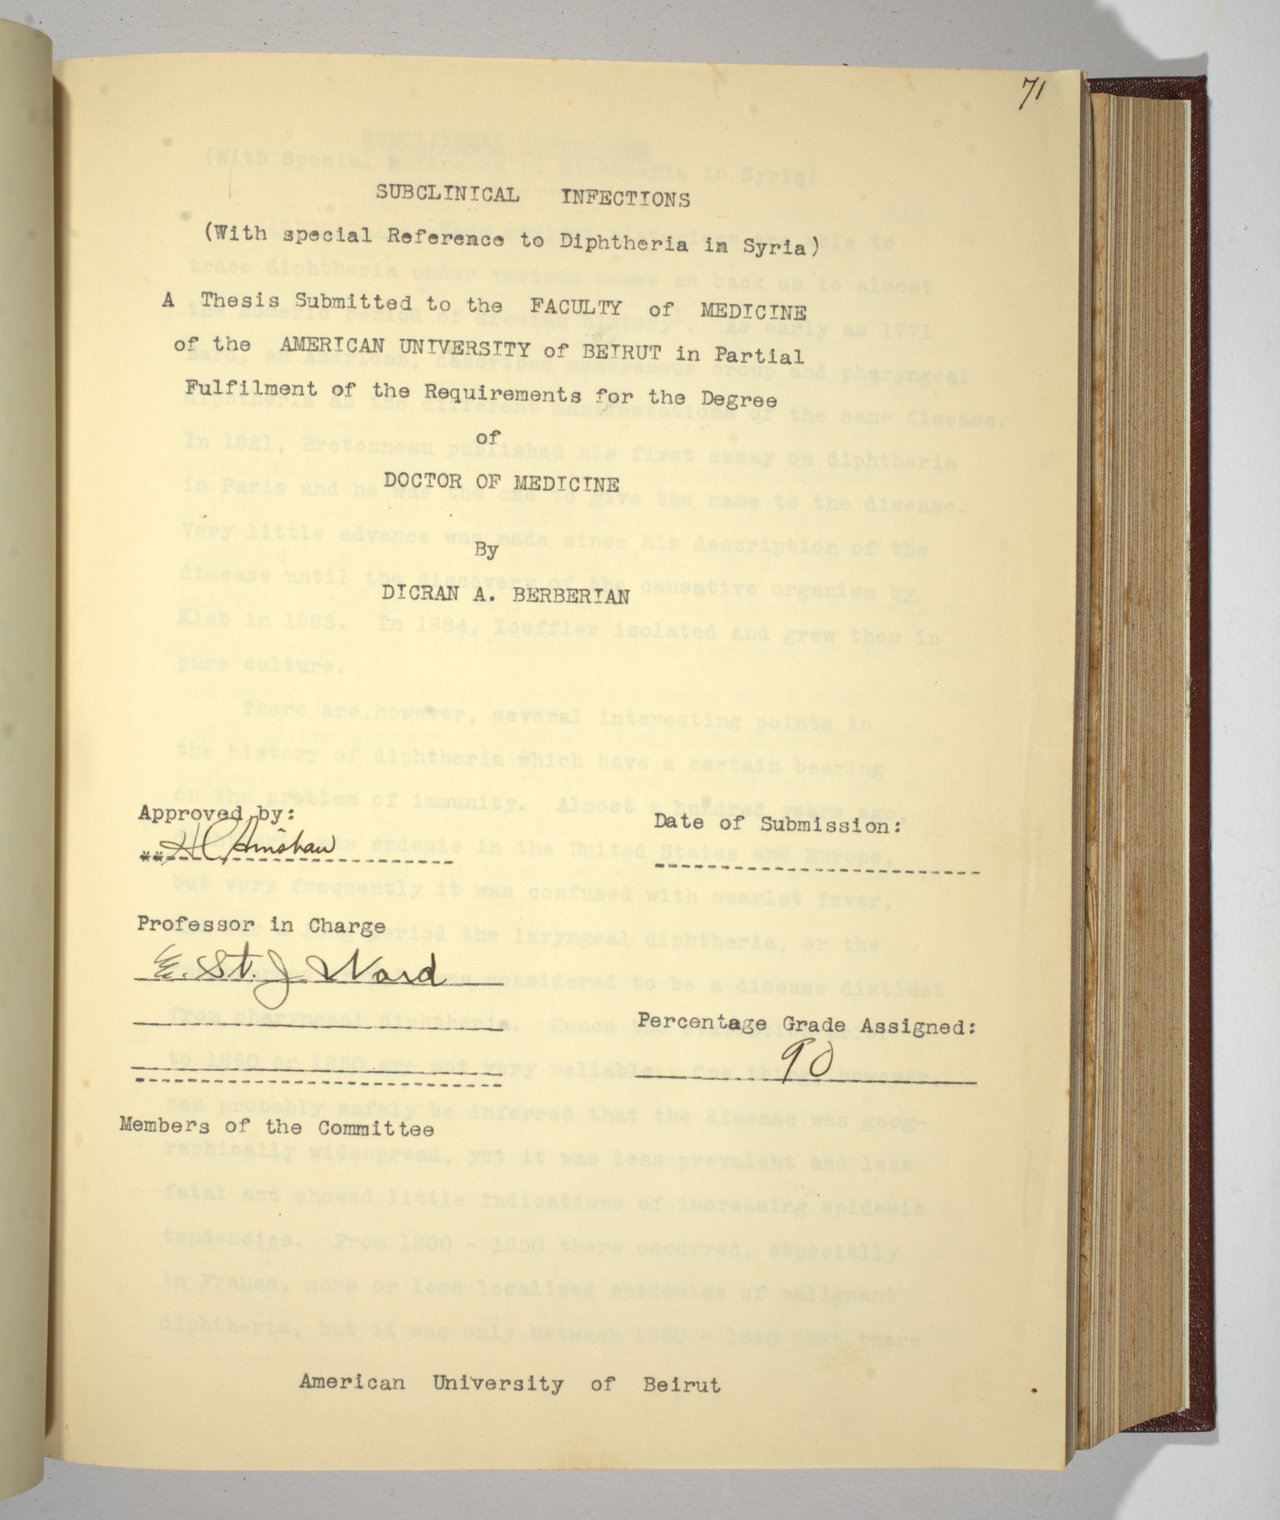 71
SUBCLINICAL INFECTIONS
(With special Reference to Diphtheria in Syria)
A Thesis Submitted to the FACULTY of MEDICINE
of the AMERICAN UNIVERSITY of BEIRUT in Partial
Fulfilment of the Requirements for the Degree
of
DOCTOR OF MEDICINE
By
DICRAN A. BERBERIAN
Approved by:
Date of Submission:
Professor in Charge
E. St. J. Ward
Percentage Grade Assigned:
90
Members of the Committee
American University of Beirut